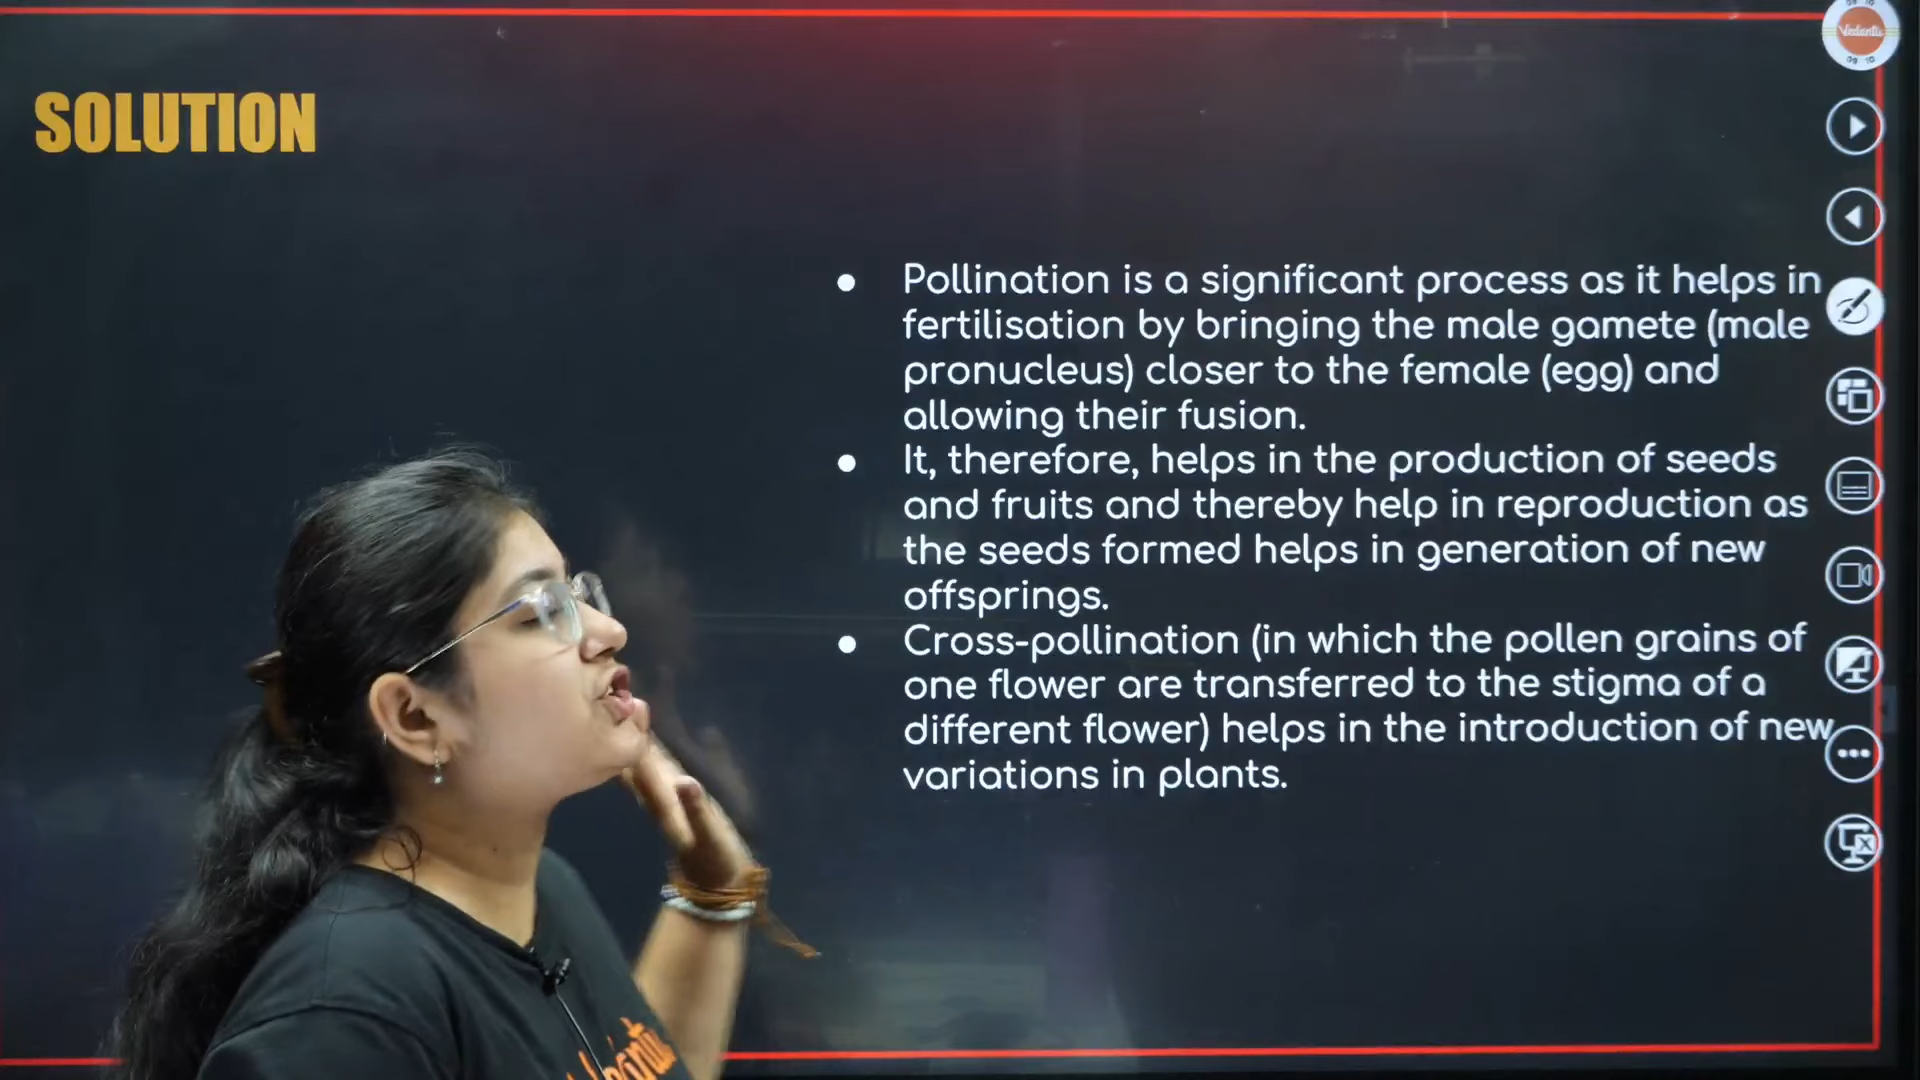 SOLUTION
Vedantu
● Pollination is a significant process as it helps in
fertilisation by bringing the male gamete (male
pronucleus) closer to the female (egg) and
allowing their fusion.
● It, therefore, helps in the production of seeds
and fruits and thereby help in reproduction as
the seeds formed helps in generation of new
offsprings.
● Cross-pollination (in which the pollen grains of
one flower are transferred to the stigma of a
different flower) helps in the introduction of new
variations in plants.